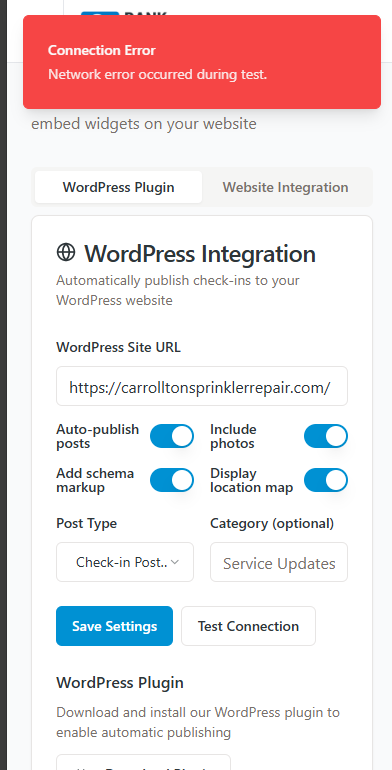 RANK
Connection Error
Network error occurred during test.
embed widgets on your website
WordPress Plugin
Website Integration
WordPress Integration
Automatically publish check-ins to your
WordPress website
WordPress Site URL
https://carrolltonsprinklerrepair.com/
Auto-publish
posts
Include
photos
Add schema
markup
Display
location map
Post Type
Category (optional)
Check-in Post..
Service Updates
Save Settings
Test Connection
WordPress Plugin
Download and install our WordPress plugin to
enable automatic publishing